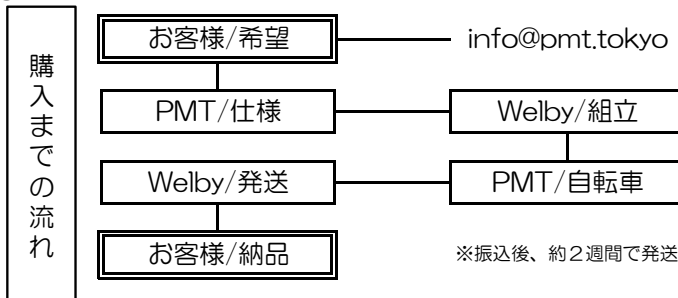 購入までの流れ
お客様/希望
info@pmt.tokyo
PMT/仕様
Welby/組立
Welby/発送
PMT/自転車
お客様/納品
※振込後、約2週間で発送